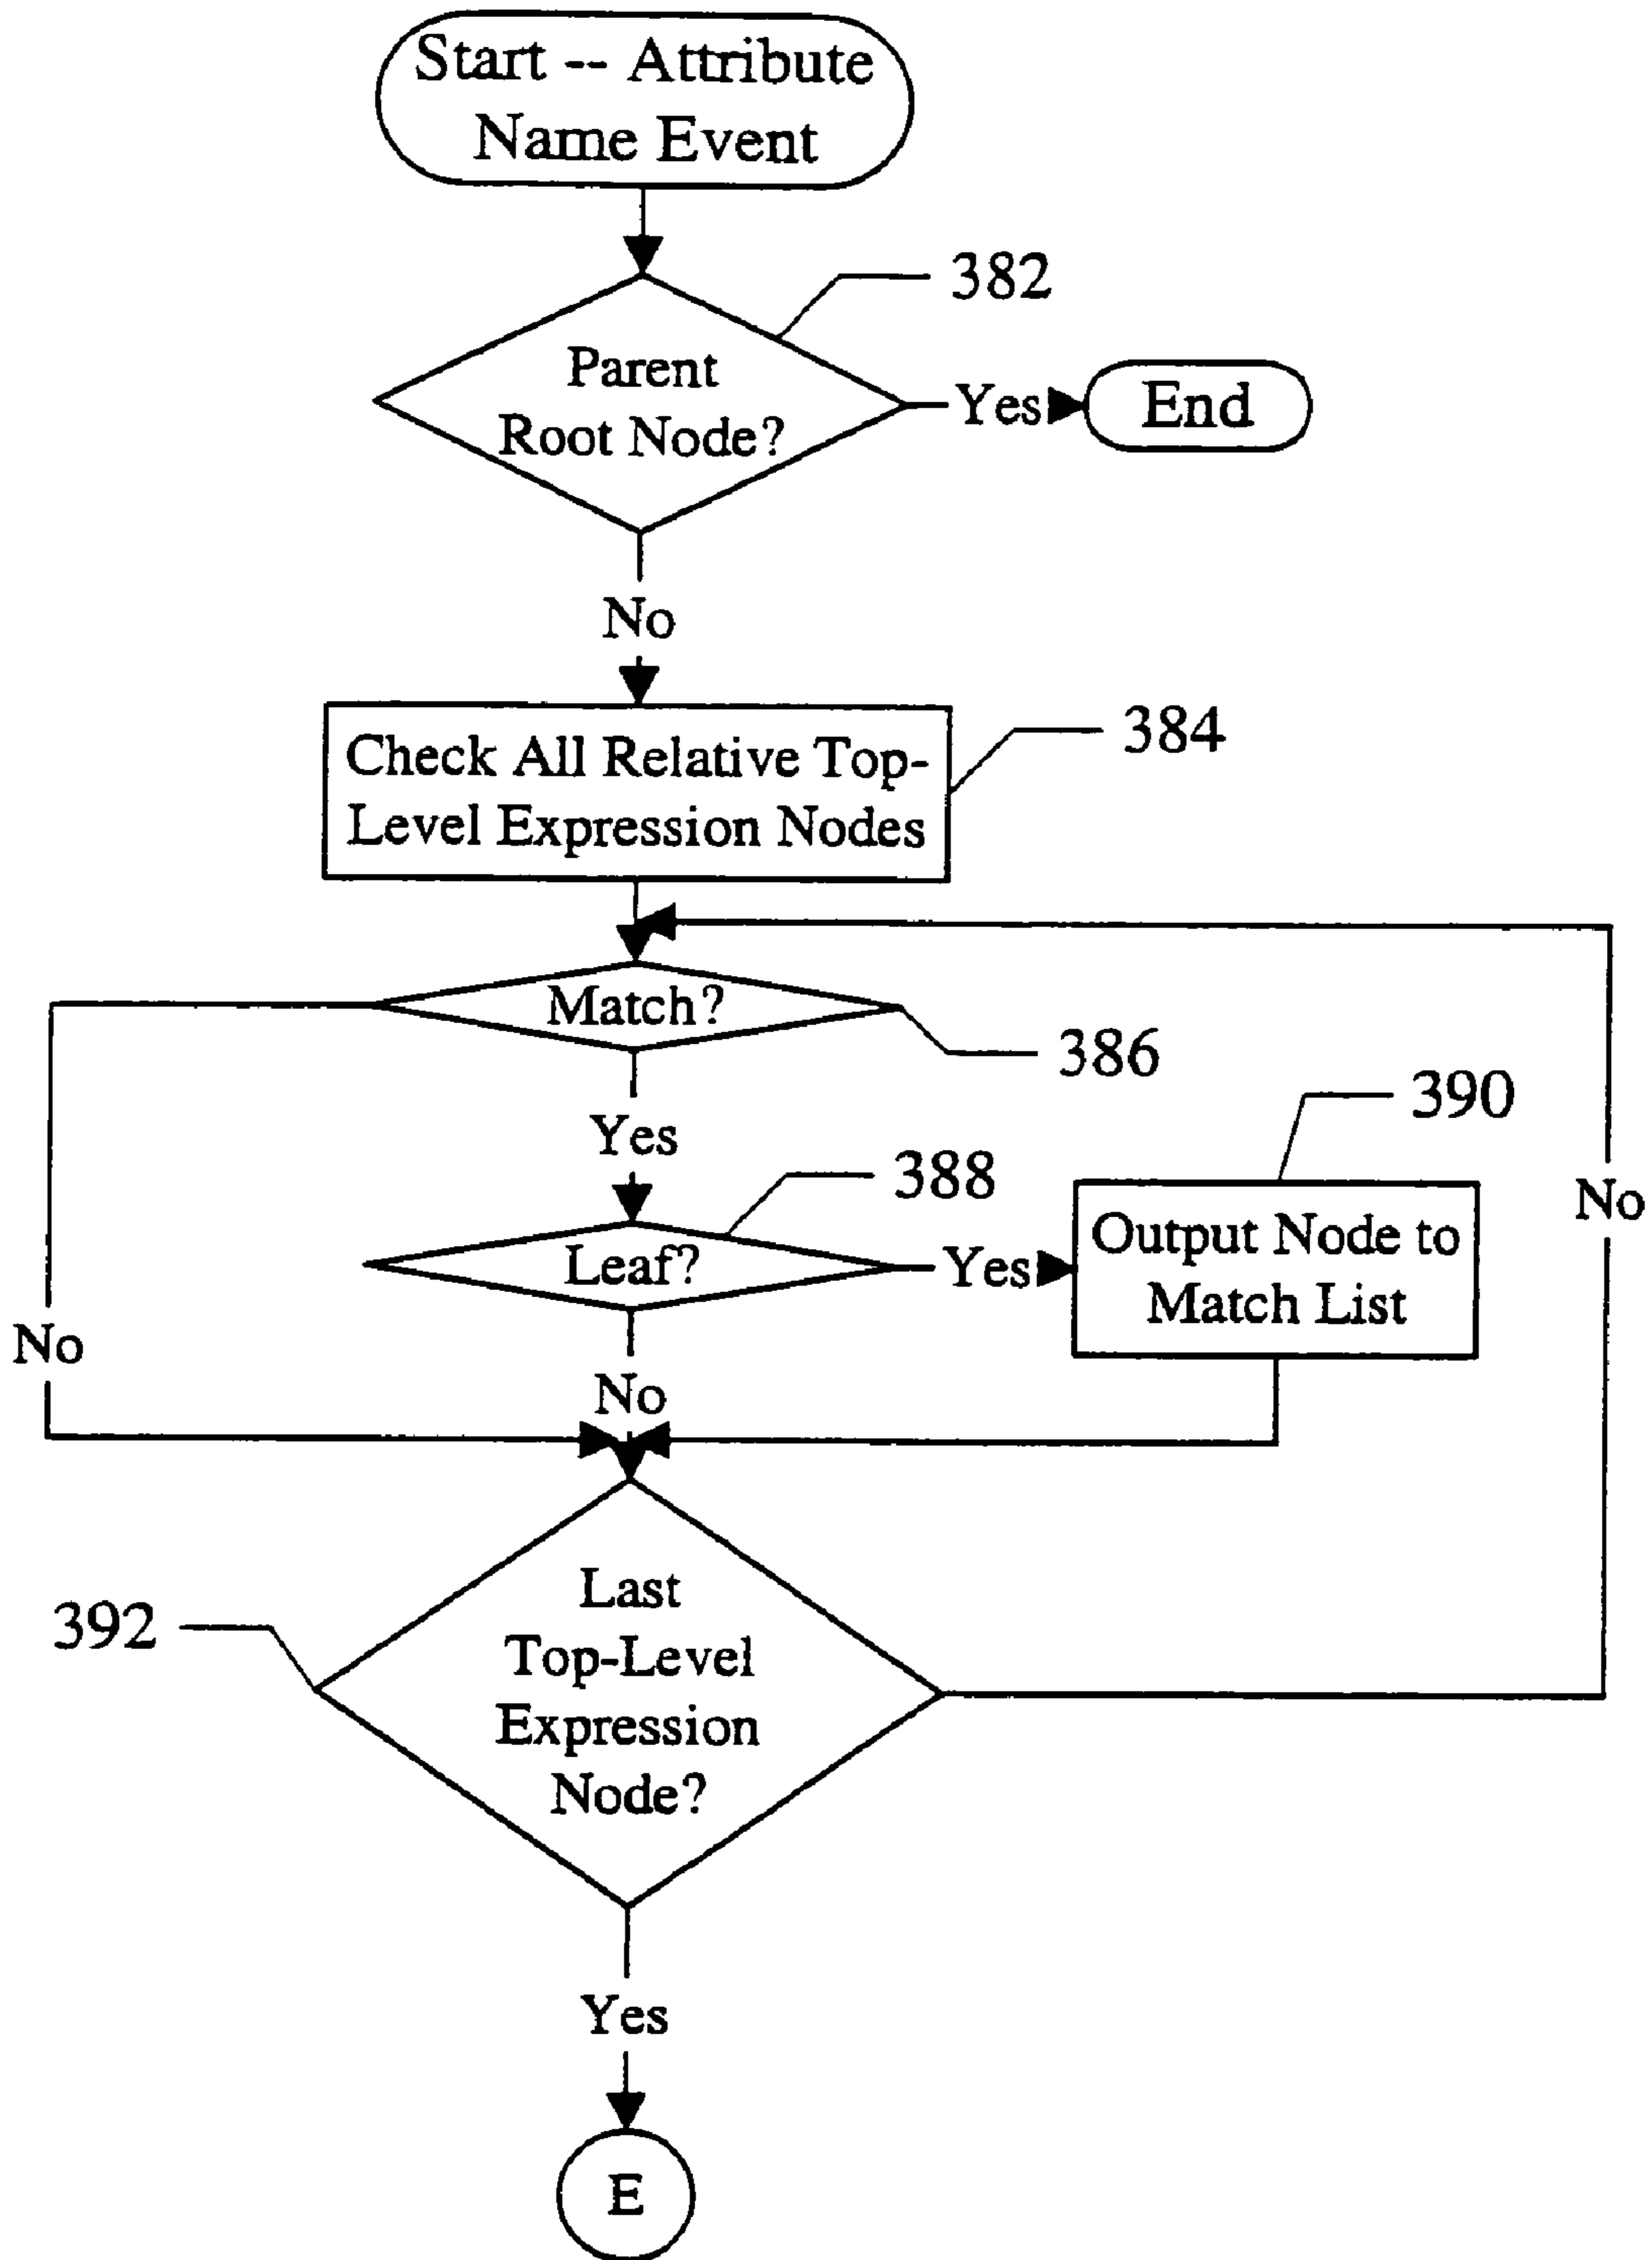 Start -- Attribute
Name Event
382
Parent
Root Node?
Yes
End
No
Check All Relative Top-
Level Expression Nodes
384
Match?
386
Yes
390
388
No
Leaf?
Yes
Output Node to
Match List
No
No
392
Last
Top-Level
Expression
Node?
Yes
E